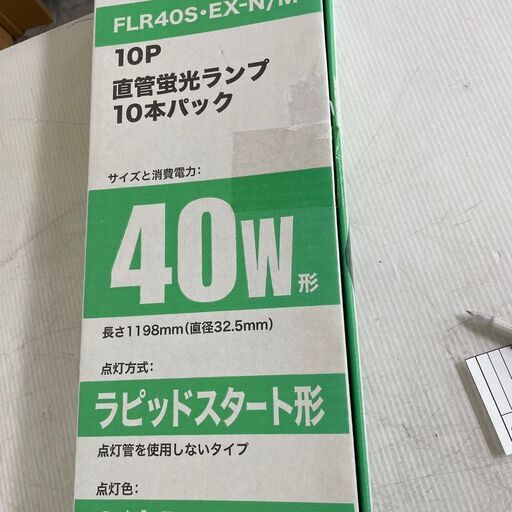 FLR40S・EX-N/M
10P
直管蛍光ランプ
10本パック
サイズと消費電力:
40W形
長さ1198mm(直径32.5mm)
点灯方式:
ラピッドスタート形
点灯管を使用しないタイプ
点灯色: